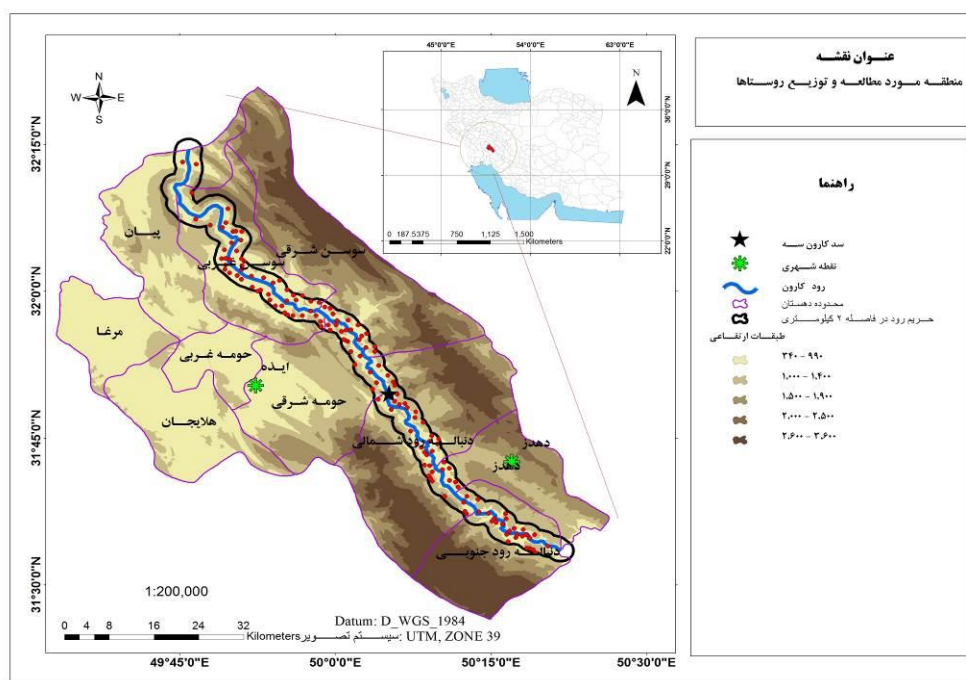 عنوان نقشه
منطقه مورد مطالعه و توزیع روستاها
راهنما
سد کارون سه
نقطه شهری
رود کارون
محدوده دهستان
حریم رود در فاصله ۲ کیلومتری
طبقات ارتفاعی
۳۴۰ - ۹۹۰
۱,۰۰۰ - ۱,۴۰۰
۱,۵۰۰ - ۱,۹۰۰
۲,۰۰۰ - ۲,۵۰۰
۲,۶۰۰ - ۳,۶۰۰
N
W E
S
45°0'0"E 54°0'0"E 63°0'0"E
N
36°0'0"N
29°0'0"N
22°0'0"N
0 187.5375 750 1,125 1,500
Kilometers
32°15'0"N
32°0'0"N
31°45'0"N
31°30'0"N
پیان
سوسن شرقی
سوسن غربی
مرغا
حومه غربی
ایذه
حومه شرقی
هلایجان
دنباله رود شمالی
دهدز
دهدز
دنباله رود جنوبی
1:200,000
0 4 8 16 24 32
Kilometers
Datum: D_WGS_1984
سیستم تصویر: UTM, ZONE 39
49°45'0"E 50°0'0"E 50°15'0"E 50°30'0"E